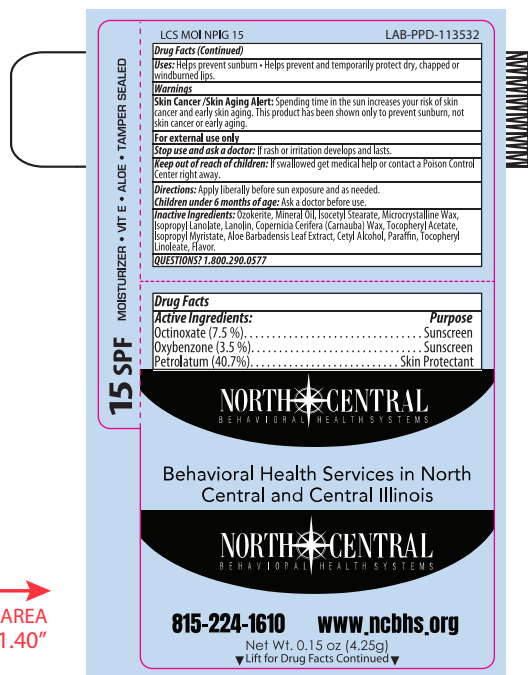 LCS MOI NPIG 15
LAB-PPD-113532
Drug Facts (Continued)
Uses: Helps prevent sunburn • Helps prevent and temporarily protect dry, chapped or
windburned lips.
Warnings
Skin Cancer /Skin Aging Alert: Spending time in the sun increases your risk of skin
cancer and early skin aging. This product has been shown only to prevent sunburn, not
skin cancer or early aging.
For external use only
Stop use and ask a doctor: If rash or irritation develops and lasts.
Keep out of reach of children: If swallowed get medical help or contact a Poison Control
Center right away.
Directions: Apply liberally before sun exposure and as needed.
Children under 6 months of age: Ask a doctor before use.
Inactive Ingredients: Ozokerite, Mineral Oil, Isocetyl Stearate, Microcrystalline Wax,
Isopropyl Lanolate, Lanolin, Copernicia Cerifera (Carnauba) Wax, Tocopheryl Acetate,
Isopropyl Myristate, Aloe Barbadensis Leaf Extract, Cetyl Alcohol, Paraffin, Tocopheryl
Linoleate, Flavor.
QUESTIONS? 1.800.290.0577
15 SPF MOISTURIZER • VIT E • ALOE • TAMPER SEALED
Drug Facts
Active Ingredients: Purpose
Octinoxate (7.5 %)............................Sunscreen
Oxybenzone (3.5 %)...........................Sunscreen
Petrolatum (40.7%)........................Skin Protectant
NORTH CENTRAL
BEHAVIORAL HEALTH SYSTEMS
Behavioral Health Services in North
Central and Central Illinois
NORTH CENTRAL
BEHAVIORAL HEALTH SYSTEMS
815-224-1610 www.ncbhs.org
Net Wt. 0.15 oz (4.25g)
▼Lift for Drug Facts Continued▼
AREA
1.40"